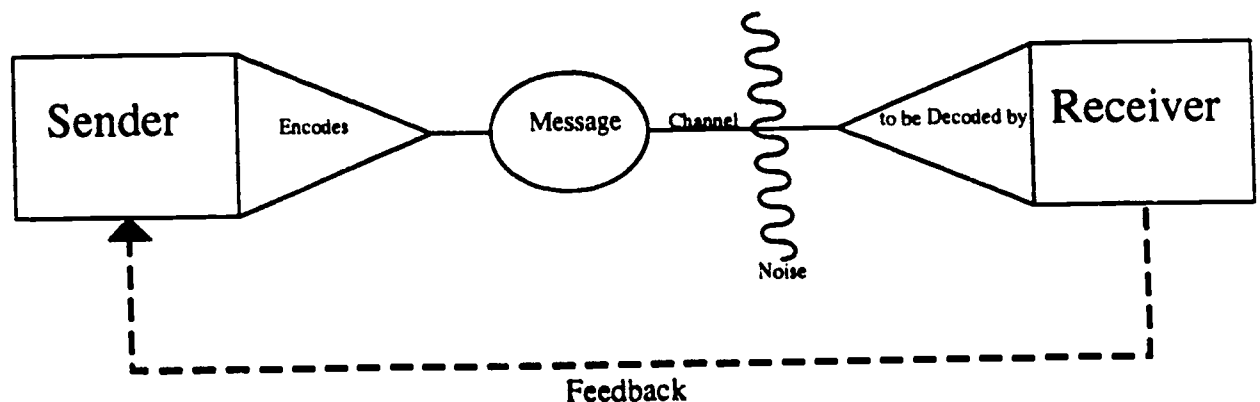 Sender
Encodes
Message
Channel
to be Decoded by
Receiver
Noise
Feedback